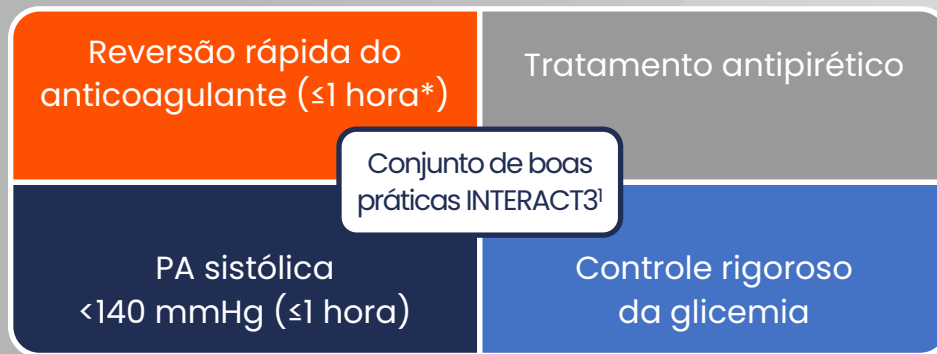 Reversão rápida do
anticoagulante (≤1 hora*)
Tratamento antipirético
Conjunto de boas
práticas INTERACT3¹
PA sistólica
<140 mmHg (≤1 hora)
Controle rigoroso
da glicemia